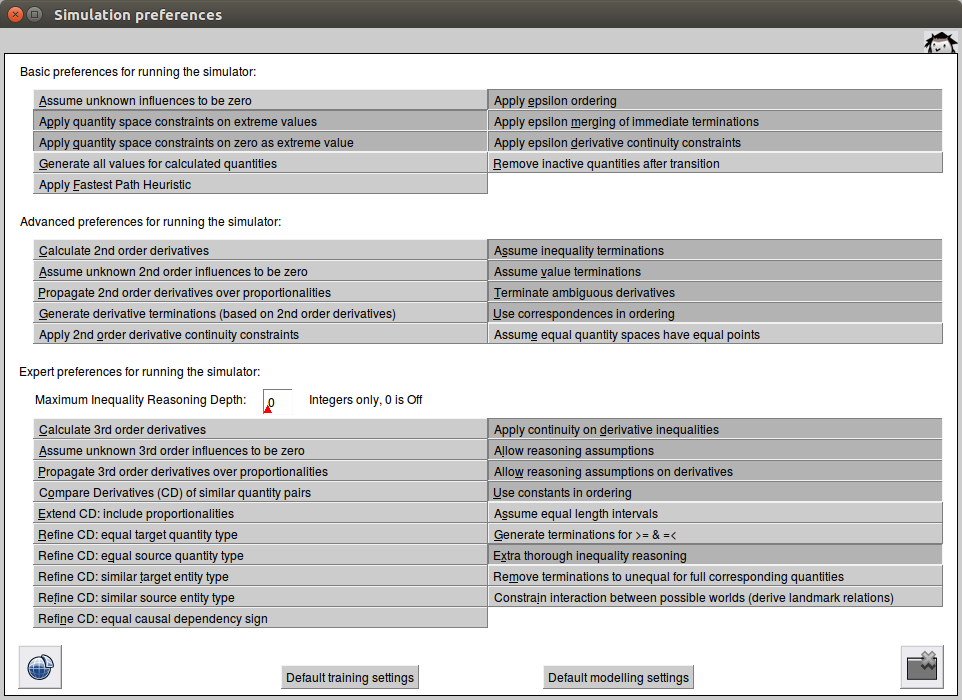 Simulation preferences
Basic preferences for running the simulator:
Assume unknown influences to be zero
Apply epsilon ordering
Apply quantity space constraints on extreme values
Apply epsilon merging of immediate terminations
Apply quantity space constraints on zero as extreme value
Apply epsilon derivative continuity constraints
Generate all values for calculated quantities
Remove inactive quantities after transition
Apply Fastest Path Heuristic
Advanced preferences for running the simulator:
Calculate 2nd order derivatives
Assume inequality terminations
Assume unknown 2nd order influences to be zero
Assume value terminations
Propagate 2nd order derivatives over proportionalities
Terminate ambiguous derivatives
Generate derivative terminations (based on 2nd order derivatives)
Use correspondences in ordering
Apply 2nd order derivative continuity constraints
Assume equal quantity spaces have equal points
Expert preferences for running the simulator:
Maximum Inequality Reasoning Depth: 0 Integers only, 0 is Off
Calculate 3rd order derivatives
Apply continuity on derivative inequalities
Assume unknown 3rd order influences to be zero
Allow reasoning assumptions
Propagate 3rd order derivatives over proportionalities
Allow reasoning assumptions on derivatives
Compare Derivatives (CD) of similar quantity pairs
Use constants in ordering
Extend CD: include proportionalities
Assume equal length intervals
Refine CD: equal target quantity type
Generate terminations for >= & =<
Refine CD: equal source quantity type
Extra thorough inequality reasoning
Refine CD: similar target entity type
Remove terminations to unequal for full corresponding quantities
Refine CD: similar source entity type
Constrain interaction between possible worlds (derive landmark relations)
Refine CD: equal causal dependency sign
Default training settings
Default modelling settings